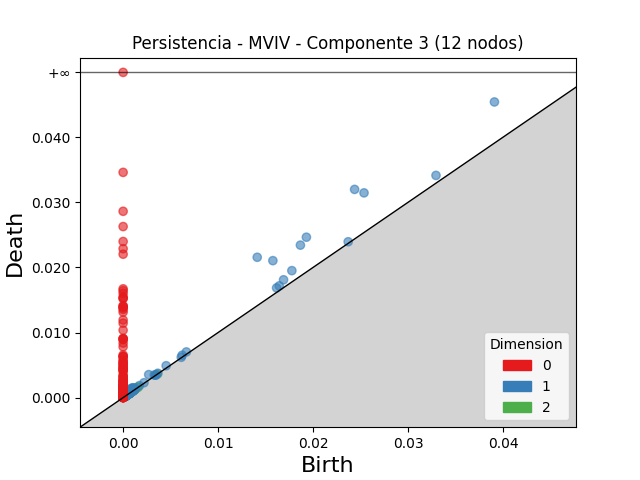 Persistencia - MVIV - Componente 3 (12 nodos)
+∞
0.040
0.030
0.020
0.010
0.000
Death
0.00 0.01 0.02 0.03 0.04
Birth
Dimension
0
1
2